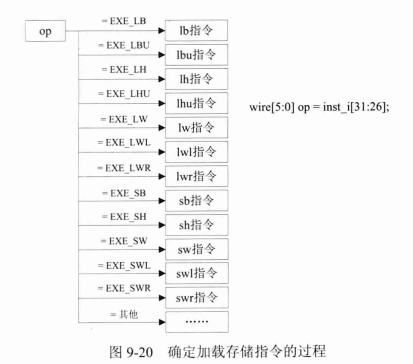 op
= EXE_LB
lb指令
= EXE_LBU
lbu指令
= EXE_LH
lh指令
= EXE_LHU
lhu指令
wire[5:0] op = inst_i[31:26];
= EXE_LW
lw指令
= EXE_LWL
lwl指令
= EXE_LWR
lwr指令
= EXE_SB
sb指令
= EXE_SH
sh指令
= EXE_SW
sw指令
= EXE_SWL
swl指令
= EXE_SWR
swr指令
= 其他
……
图 9-20 确定加载存储指令的过程